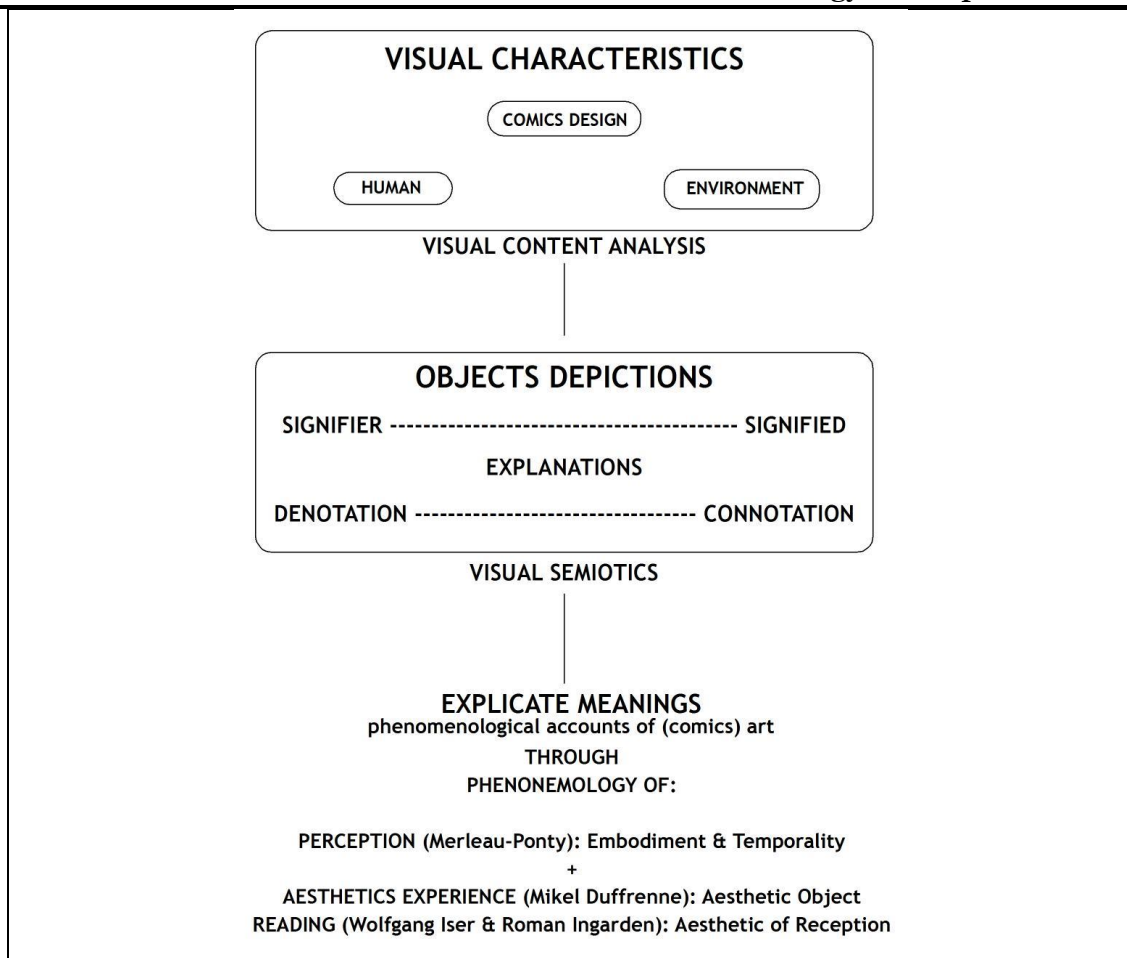 VISUAL CHARACTERISTICS
COMICS DESIGN
HUMAN ENVIRONMENT
VISUAL CONTENT ANALYSIS
OBJECTS DEPICTIONS
SIGNIFIER ------------------------------------------ SIGNIFIED
EXPLANATIONS
DENOTATION ---------------------------------- CONNOTATION
VISUAL SEMIOTICS
EXPLICATE MEANINGS
phenomenological accounts of (comics) art
THROUGH
PHENONEMOLOGY OF:
PERCEPTION (Merleau-Ponty): Embodiment & Temporality
+
AESTHETICS EXPERIENCE (Mikel Duffrenne): Aesthetic Object
READING (Wolfgang Iser & Roman Ingarden): Aesthetic of Reception